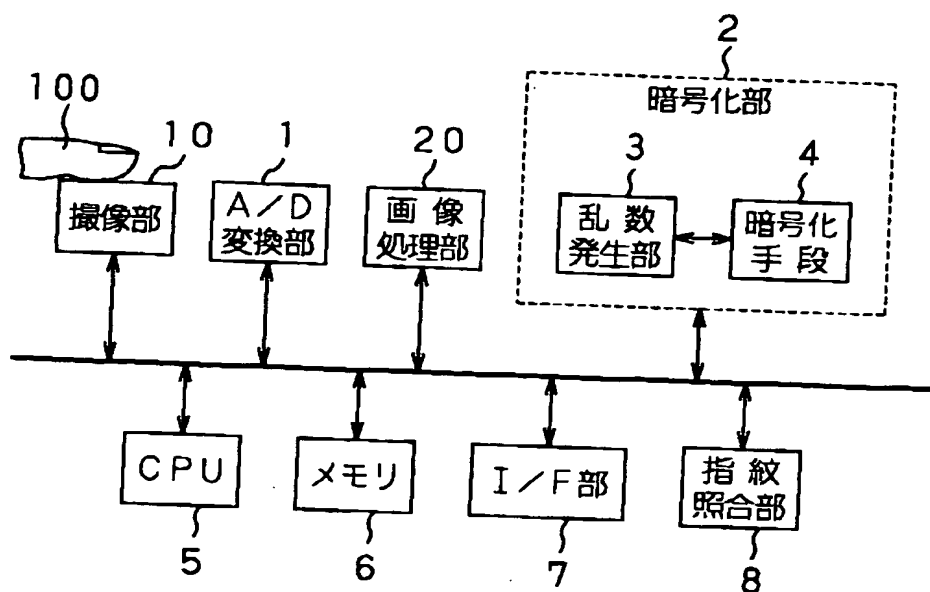 2
暗号化部
100
10
1
20
3
4
撮像部
A/D
変換部
画像
処理部
乱数
発生部
暗号化
手段
CPU
メモリ
I/F部
指紋
照合部
5
6
7
8